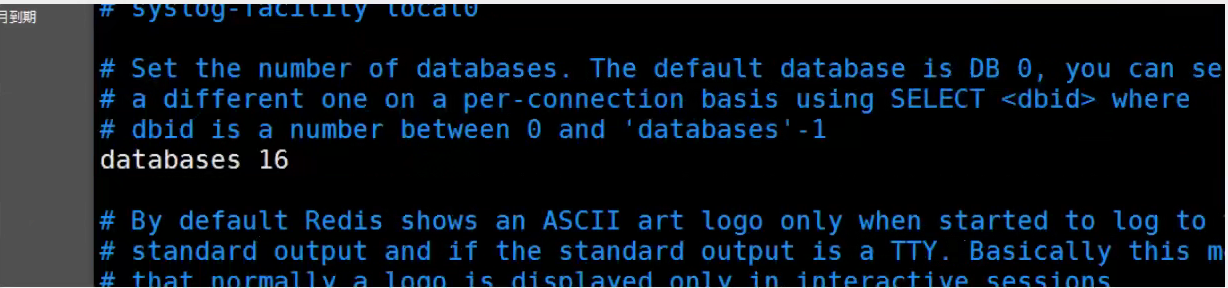 月到期
# syslog-facility local0
# Set the number of databases. The default database is DB 0, you can se
# a different one on a per-connection basis using SELECT <dbid> where
# dbid is a number between 0 and 'databases'-1
databases 16
# By default Redis shows an ASCII art logo only when started to log to
# standard output and if the standard output is a TTY. Basically this m
# that normally a logo is displayed only in interactive sessions